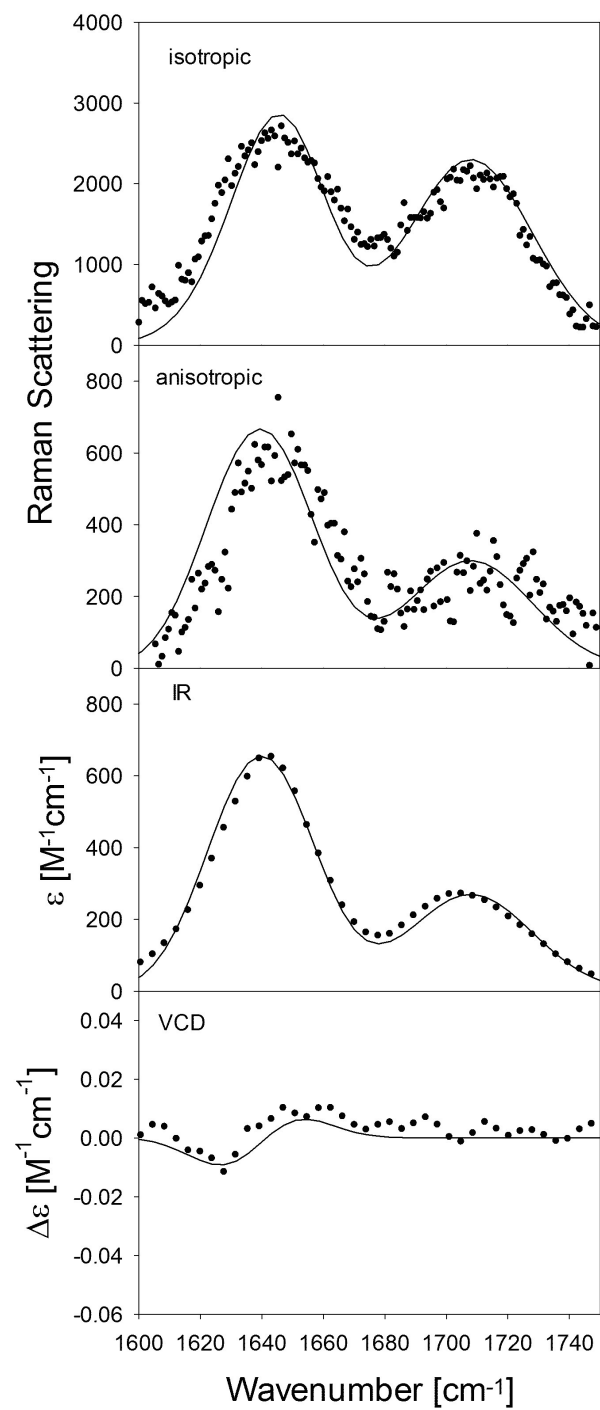 4000
isotropic
3000
2000
1000
0
Raman Scattering
anisotropic
800
600
400
200
0
IR
800
600
400
200
0
ε [M-1cm-1]
VCD
0.04
0.02
0.00
-0.02
-0.04
-0.06
Δε [M-1cm-1]
1600 1620 1640 1660 1680 1700 1720 1740
Wavenumber [cm-1]